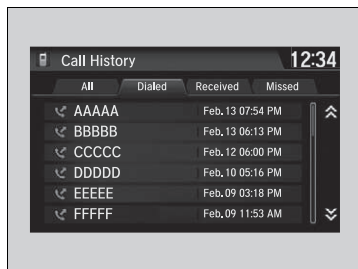 Call History 12:34
All Dialed Received Missed
AAAAA Feb. 13 07:54 PM
BBBBB Feb. 13 06:13 PM
CCCCC Feb. 12 06:00 PM
DDDDD Feb. 10 05:16 PM
EEEEE Feb. 09 03:18 PM
FFFFF Feb. 09 11:53 AM